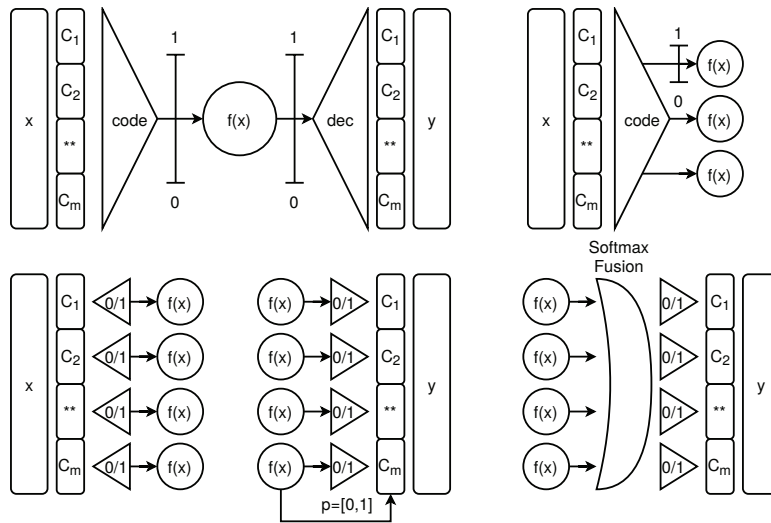 x
C1
C2
**
Cm
code
1
0
f(x)
1
0
dec
C1
C2
**
Cm
y
x
C1
C2
**
Cm
code
1
0
f(x)
f(x)
f(x)
x
C1
C2
**
Cm
0/1
0/1
0/1
0/1
f(x)
f(x)
f(x)
f(x)
f(x)
f(x)
f(x)
f(x)
0/1
0/1
0/1
0/1
C1
C2
**
Cm
y
p=[0,1]
Softmax
Fusion
f(x)
f(x)
f(x)
f(x)
0/1
0/1
0/1
0/1
C1
C2
**
Cm
y